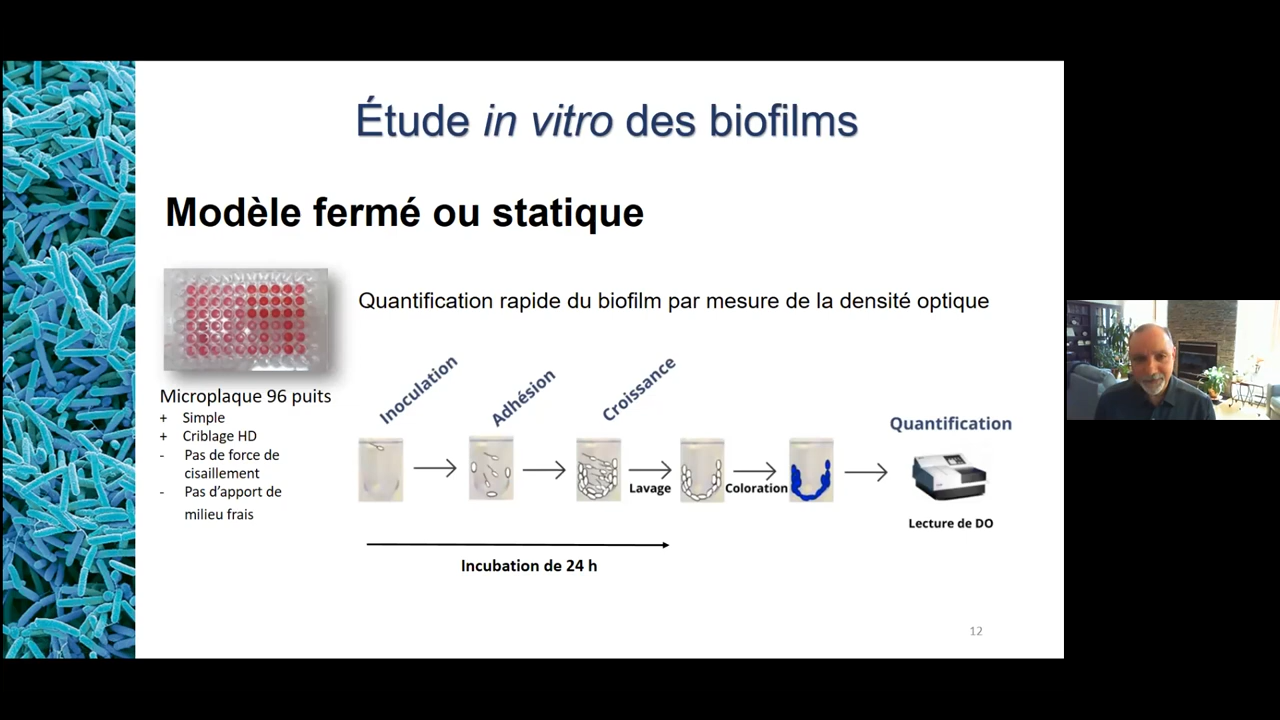 Étude in vitro des biofilms
Modèle fermé ou statique
Quantification rapide du biofilm par mesure de la densité optique
Microplaque 96 puits
+ Simple
+ Criblage HD
- Pas de force de
cisaillement
- Pas d'apport de
milieu frais
Inoculation
Adhésion
Croissance
Lavage
Coloration
Quantification
Lecture de DO
Incubation de 24 h
12